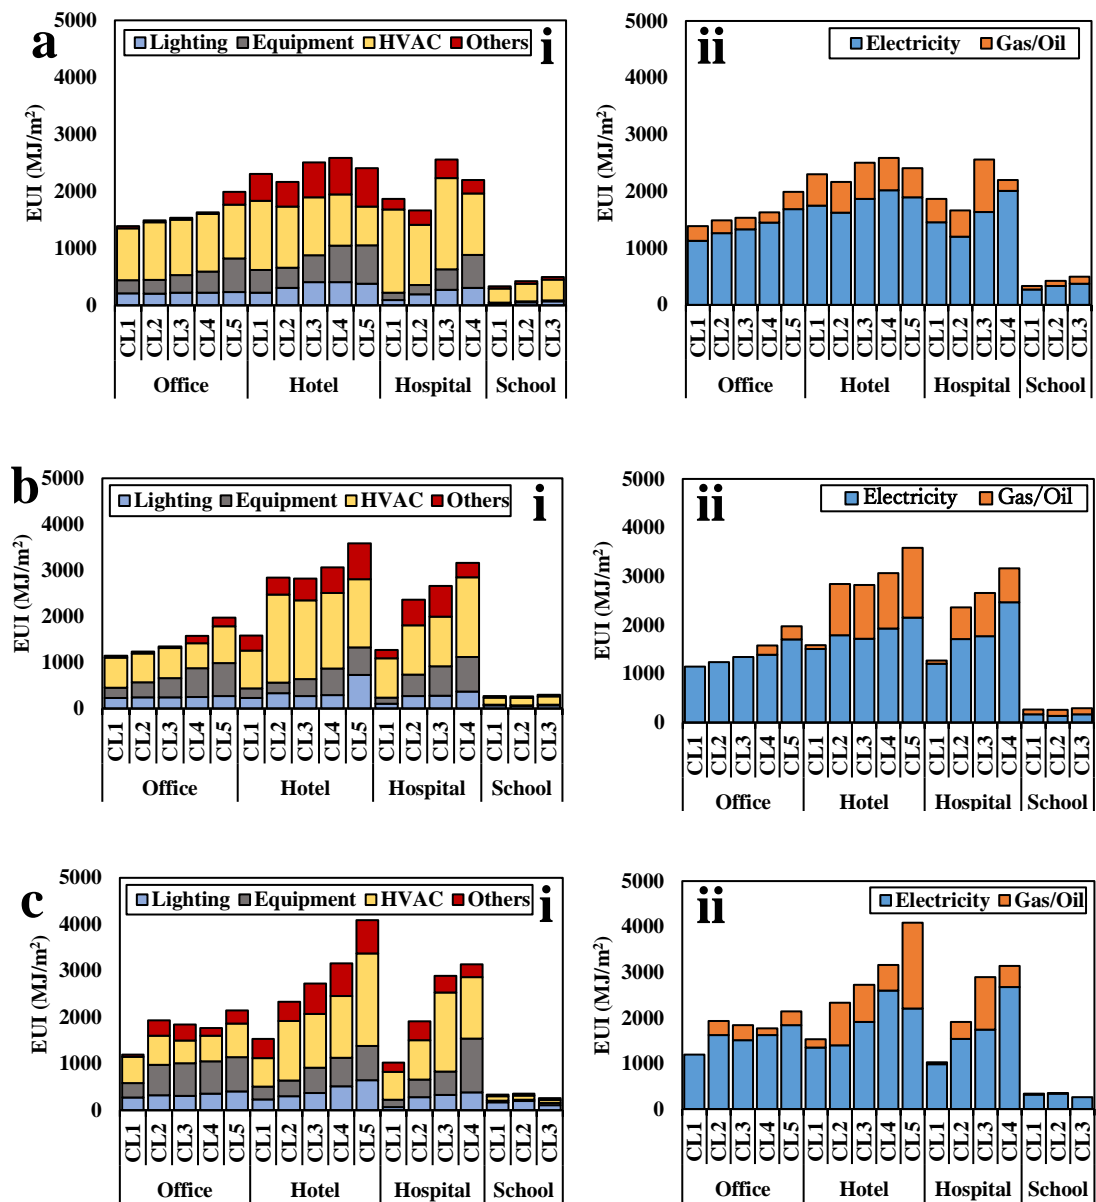 a
i
Lighting Equipment HVAC Others
EUI (MJ/m²)
5000
4000
3000
2000
1000
0
CL1 CL2 CL3 CL4 CL5 CL1 CL2 CL3 CL4 CL5 CL1 CL2 CL3 CL4 CL1 CL2 CL3
Office Hotel Hospital School
ii
Electricity Gas/Oil
EUI (MJ/m²)
5000
4000
3000
2000
1000
0
CL1 CL2 CL3 CL4 CL5 CL1 CL2 CL3 CL4 CL5 CL1 CL2 CL3 CL4 CL1 CL2 CL3
Office Hotel Hospital School
b
i
Lighting Equipment HVAC Others
EUI (MJ/m²)
5000
4000
3000
2000
1000
0
CL1 CL2 CL3 CL4 CL5 CL1 CL2 CL3 CL4 CL5 CL1 CL2 CL3 CL4 CL1 CL2 CL3
Office Hotel Hospital School
ii
Electricity Gas/Oil
EUI (MJ/m²)
5000
4000
3000
2000
1000
0
CL1 CL2 CL3 CL4 CL5 CL1 CL2 CL3 CL4 CL5 CL1 CL2 CL3 CL4 CL1 CL2 CL3
Office Hotel Hospital School
c
i
Lighting Equipment HVAC Others
EUI (MJ/m²)
5000
4000
3000
2000
1000
0
CL1 CL2 CL3 CL4 CL5 CL1 CL2 CL3 CL4 CL5 CL1 CL2 CL3 CL4 CL1 CL2 CL3
Office Hotel Hospital School
ii
Electricity Gas/Oil
EUI (MJ/m²)
5000
4000
3000
2000
1000
0
CL1 CL2 CL3 CL4 CL5 CL1 CL2 CL3 CL4 CL5 CL1 CL2 CL3 CL4 CL1 CL2 CL3
Office Hotel Hospital School